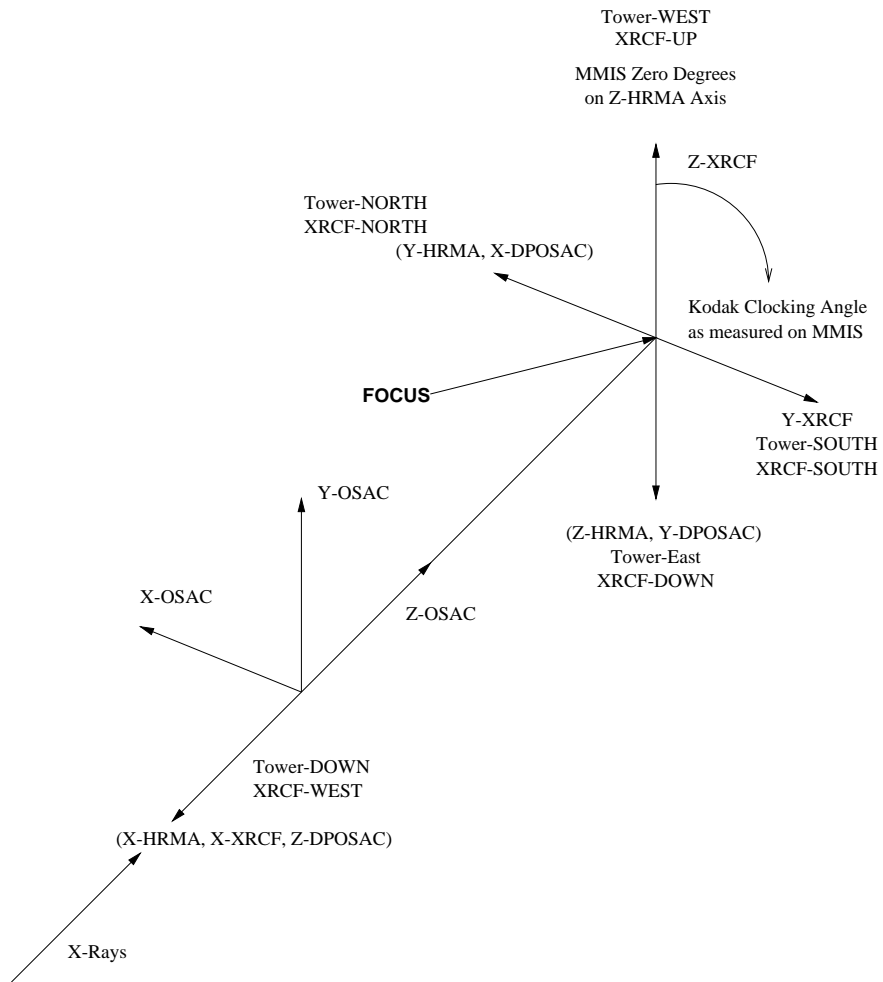 Tower-WEST
XRCF-UP
MMIS Zero Degrees
on Z-HRMA Axis
Z-XRCF
Tower-NORTH
XRCF-NORTH
(Y-HRMA, X-DPOSAC)
Kodak Clocking Angle
as measured on MMIS
FOCUS
Y-XRCF
Tower-SOUTH
XRCF-SOUTH
Y-OSAC
(Z-HRMA, Y-DPOSAC)
Tower-East
XRCF-DOWN
X-OSAC
Z-OSAC
Tower-DOWN
XRCF-WEST
(X-HRMA, X-XRCF, Z-DPOSAC)
X-Rays